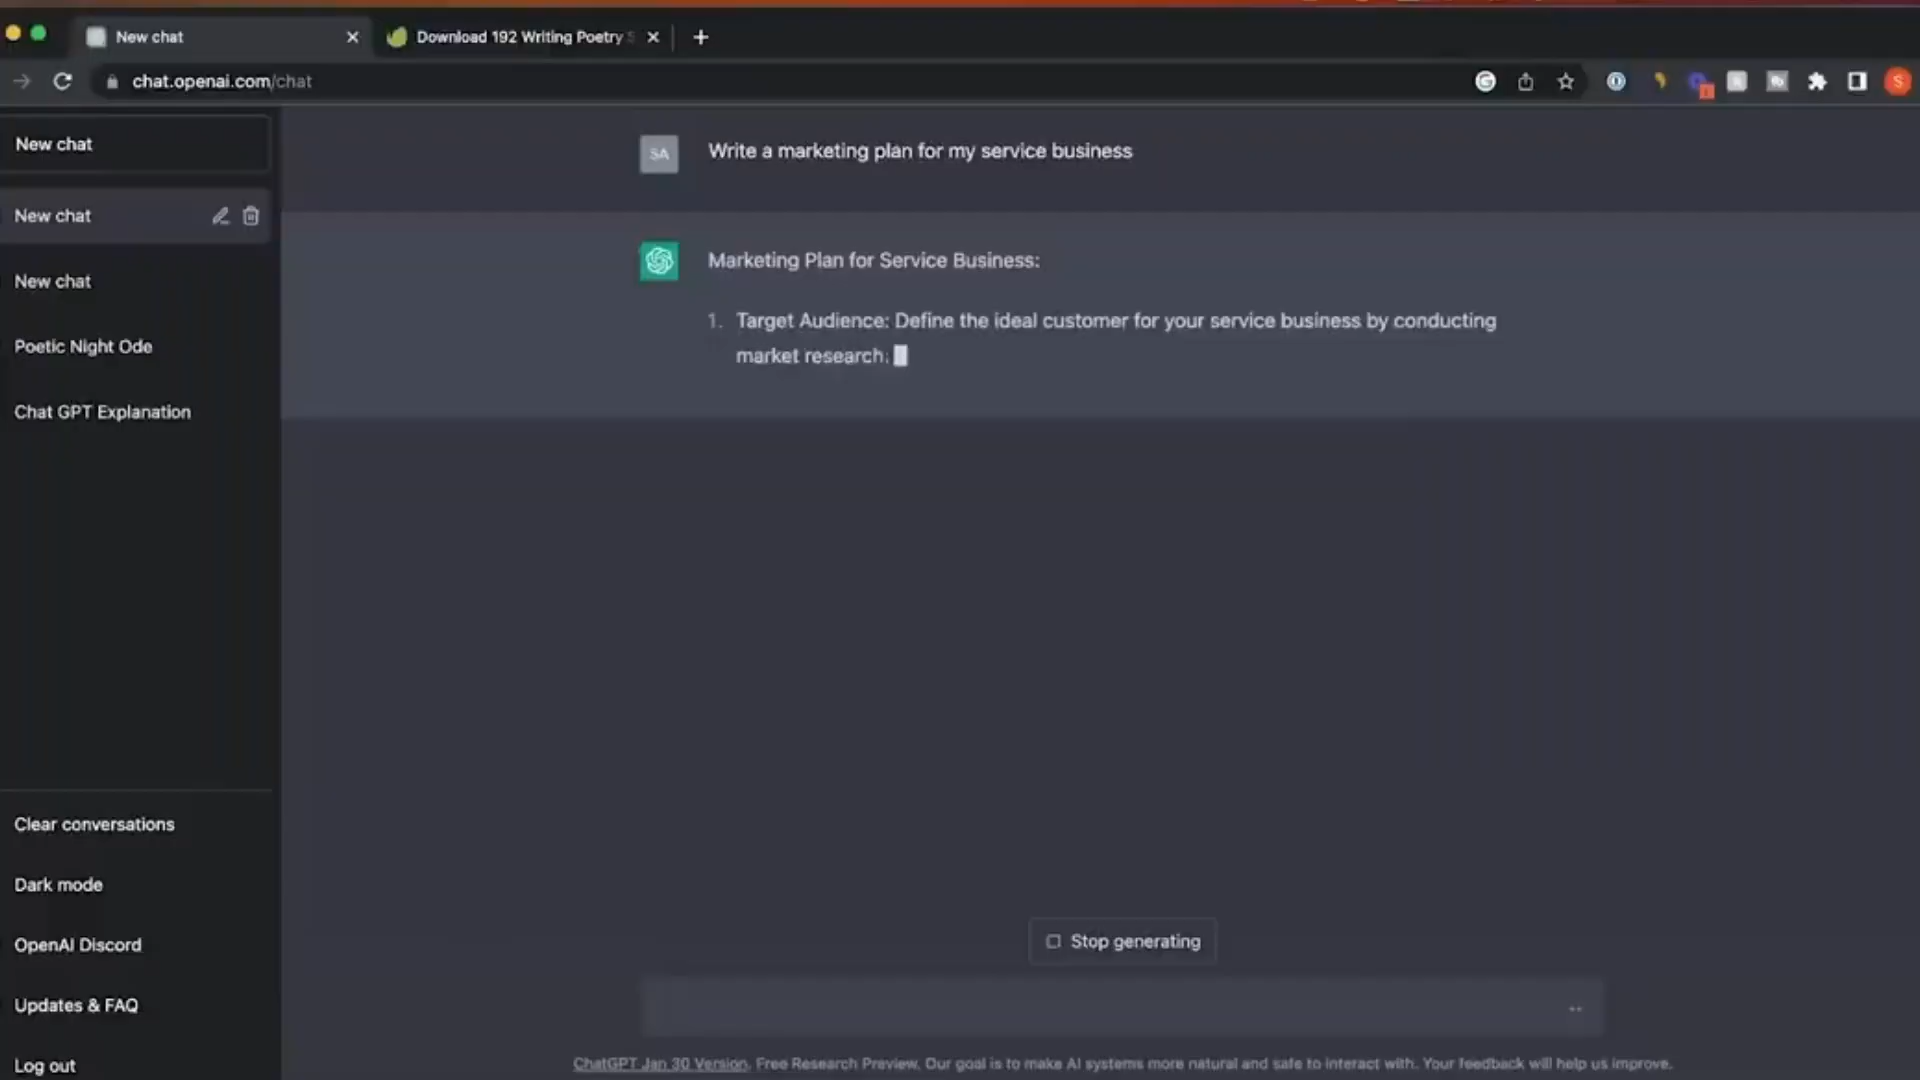 New chat
Download 192 Writing Poetry
chat.openai.com/chat
S
New chat
New chat
New chat
Poetic Night Ode
Chat GPT Explanation
Clear conversations
Dark mode
OpenAI Discord
Updates & FAQ
Log out
SA
Write a marketing plan for my service business
Marketing Plan for Service Business:
1. Target Audience: Define the ideal customer for your service business by conducting
market research.
Stop generating
ChatGPT Jan 30 Version. Free Research Preview. Our goal is to make AI systems more natural and safe to interact with. Your feedback will help us improve.